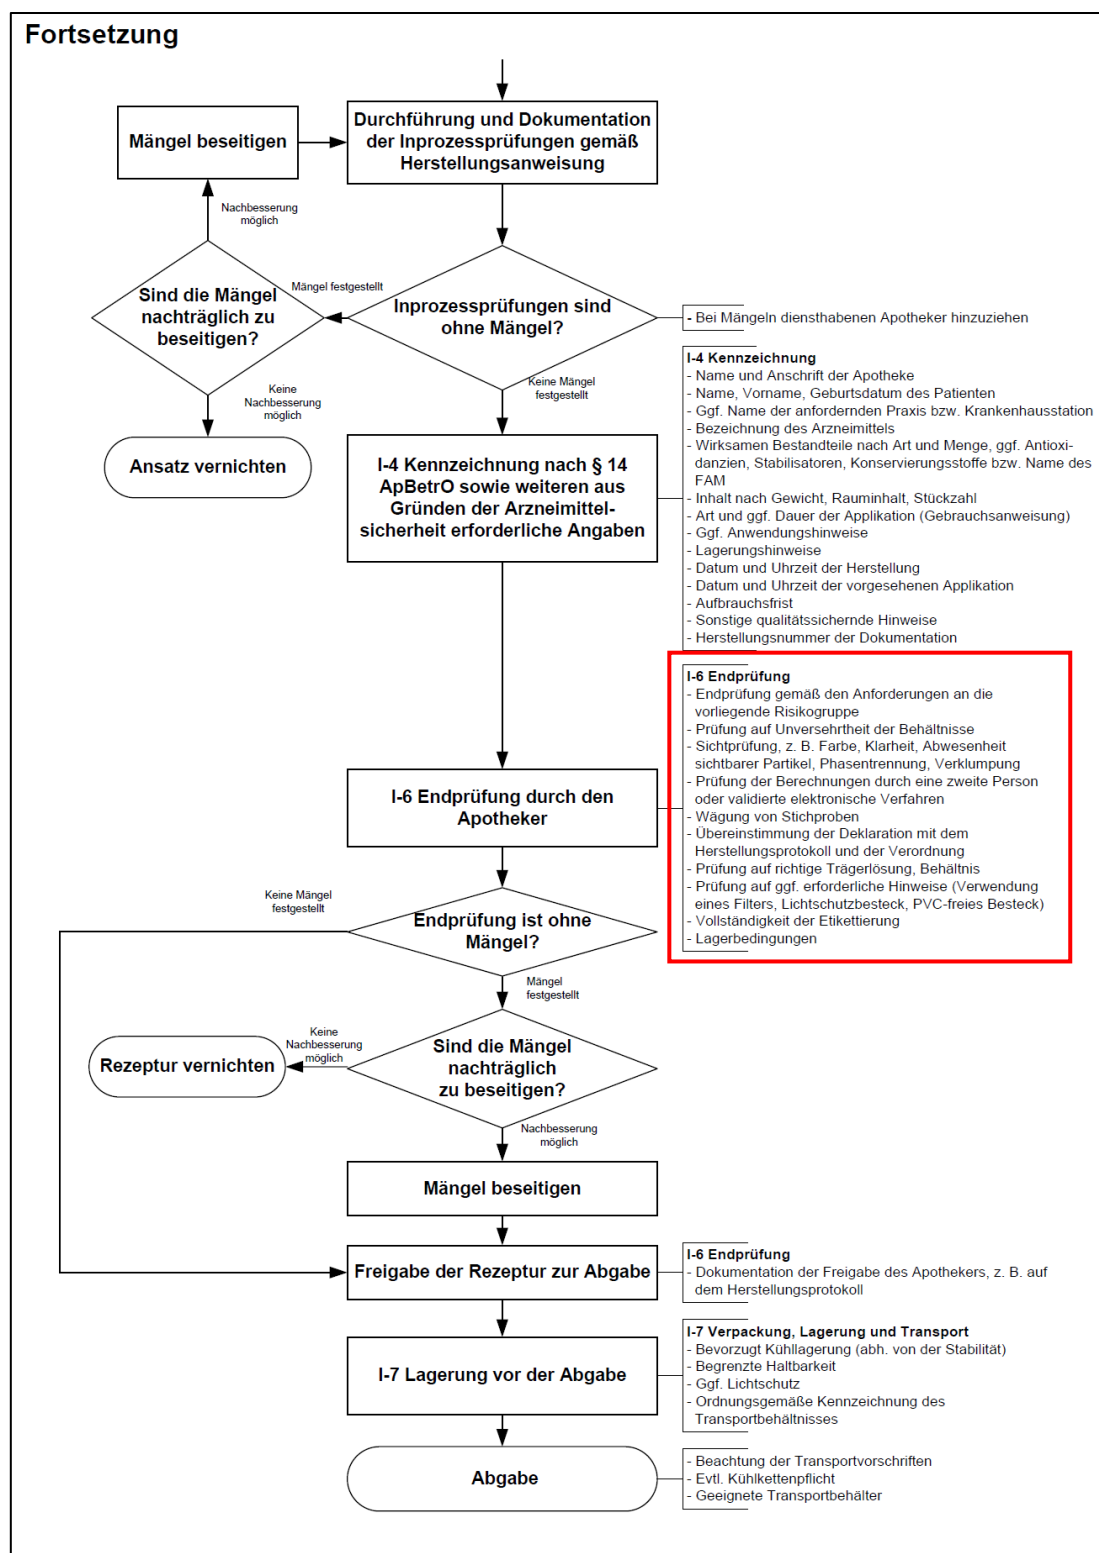 Fortsetzung
Durchführung und Dokumentation
der Inprozessprüfungen gemäß
Herstellungsanweisung
Mängel beseitigen
Nachbesserung
möglich
Sind die Mängel
nachträglich zu
beseitigen?
Mängel festgestellt
Inprozessprüfungen sind
ohne Mängel?
- Bei Mängeln diensthabenen Apotheker hinzuziehen
Keine
Nachbesserung
möglich
Keine Mängel
festgestellt
Ansatz vernichten
I-4 Kennzeichnung nach § 14
ApBetrO sowie weiteren aus
Gründen der Arzneimittel-
sicherheit erforderliche Angaben
I-4 Kennzeichnung
- Name und Anschrift der Apotheke
- Name, Vorname, Geburtsdatum des Patienten
- Ggf. Name der anfordernden Praxis bzw. Krankenhausstation
- Bezeichnung des Arzneimittels
- Wirksamen Bestandteile nach Art und Menge, ggf. Antioxi-
danzien, Stabilisatoren, Konservierungsstoffe bzw. Name des
FAM
- Inhalt nach Gewicht, Rauminhalt, Stückzahl
- Art und ggf. Dauer der Applikation (Gebrauchsanweisung)
- Ggf. Anwendungshinweise
- Lagerungshinweise
- Datum und Uhrzeit der Herstellung
- Datum und Uhrzeit der vorgesehenen Applikation
- Aufbrauchsfrist
- Sonstige qualitätssichernde Hinweise
- Herstellungsnummer der Dokumentation
I-6 Endprüfung durch den
Apotheker
I-6 Endprüfung
- Endprüfung gemäß den Anforderungen an die
vorliegende Risikogruppe
- Prüfung auf Unversehrtheit der Behältnisse
- Sichtprüfung, z. B. Farbe, Klarheit, Abwesenheit
sichtbarer Partikel, Phasentrennung, Verklumpung
- Prüfung der Berechnungen durch eine zweite Person
oder validierte elektronische Verfahren
- Wägung von Stichproben
- Übereinstimmung der Deklaration mit dem
Herstellungsprotokoll und der Verordnung
- Prüfung auf richtige Trägerlösung, Behältnis
- Prüfung auf ggf. erforderliche Hinweise (Verwendung
eines Filters, Lichtschutzbesteck, PVC-freies Besteck)
- Vollständigkeit der Etikettierung
- Lagerbedingungen
Keine Mängel
festgestellt
Endprüfung ist ohne
Mängel?
Mängel
festgestellt
Rezeptur vernichten
Keine
Nachbesserung
möglich
Sind die Mängel
nachträglich
zu beseitigen?
Nachbesserung
möglich
Mängel beseitigen
Freigabe der Rezeptur zur Abgabe
I-6 Endprüfung
- Dokumentation der Freigabe des Apothekers, z. B. auf
dem Herstellungsprotokoll
I-7 Lagerung vor der Abgabe
I-7 Verpackung, Lagerung und Transport
- Bevorzugt Kühllagerung (abh. von der Stabilität)
- Begrenzte Haltbarkeit
- Ggf. Lichtschutz
- Ordnungsgemäße Kennzeichnung des
Transportbehältnisses
Abgabe
- Beachtung der Transportvorschriften
- Evtl. Kühlkettenpflicht
- Geeignete Transportbehälter